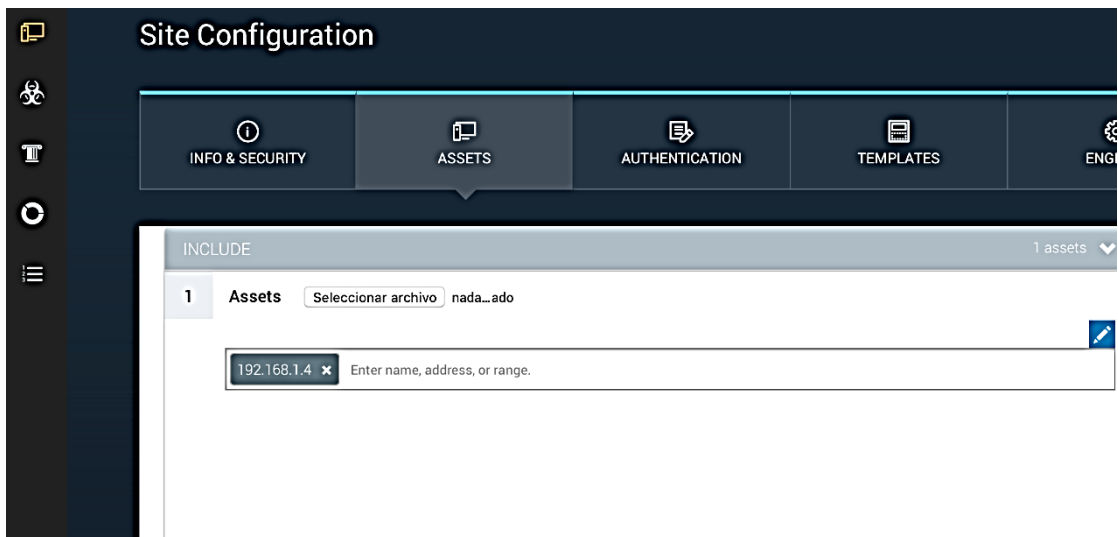 Site Configuration
INFO & SECURITY
ASSETS
AUTHENTICATION
TEMPLATES
ENGI
INCLUDE
1 assets
1 Assets Seleccionar archivo nada...ado
192.168.1.4 × Enter name, address, or range.